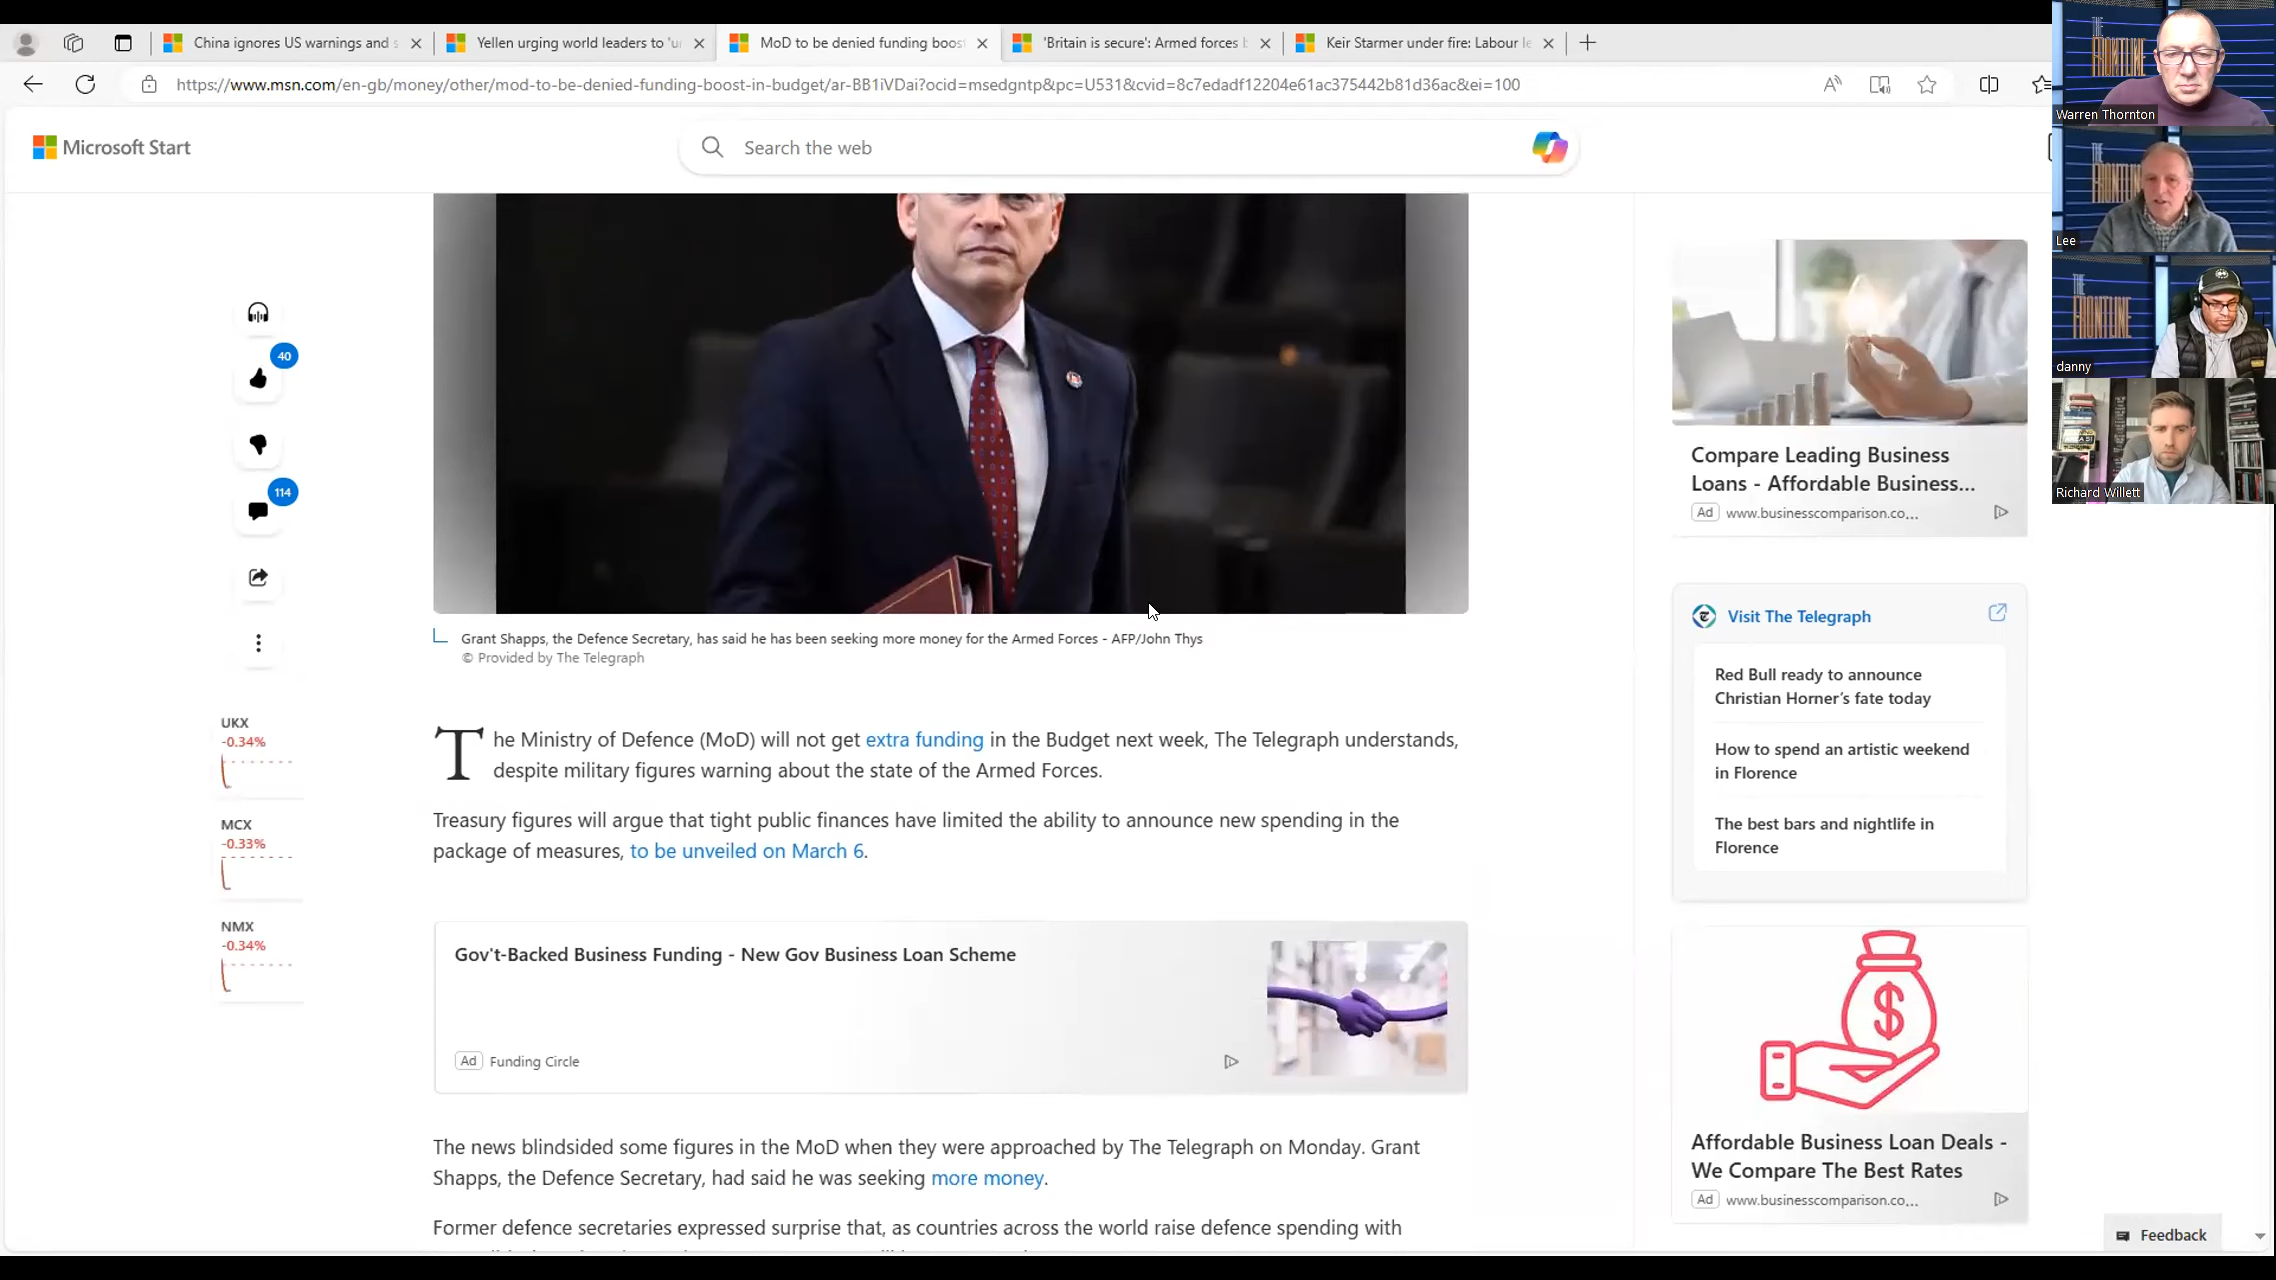 China ignores US warnings and s
Yellen urging world leaders to 'u
MoD to be denied funding boost
'Britain is secure': Armed forces b
Keir Starmer under fire: Labour le
https://www.msn.com/en-gb/money/other/mod-to-be-denied-funding-boost-in-budget/ar-BB1iVDai?ocid=msedgntp&pc=U531&cvid=8c7edadf12204e61ac375442b81d36ac&ei=100
Microsoft Start
Search the web
THE
FRONTLINE
Warren Thornton
THE
FRONTLINE
Lee
THE
FRONTLINE
danny
Richard Willett
40
114
UKX
-0.34%
MCX
-0.33%
NMX
-0.34%
Grant Shapps, the Defence Secretary, has said he has been seeking more money for the Armed Forces - AFP/John Thys
© Provided by The Telegraph
The Ministry of Defence (MoD) will not get extra funding in the Budget next week, The Telegraph understands,
despite military figures warning about the state of the Armed Forces.
Treasury figures will argue that tight public finances have limited the ability to announce new spending in the
package of measures, to be unveiled on March 6.
Gov't-Backed Business Funding - New Gov Business Loan Scheme
Ad Funding Circle
The news blindsided some figures in the MoD when they were approached by The Telegraph on Monday. Grant
Shapps, the Defence Secretary, had said he was seeking more money.
Former defence secretaries expressed surprise that, as countries across the world raise defence spending with
Compare Leading Business
Loans - Affordable Business...
Ad www.businesscomparison.co...
Visit The Telegraph
Red Bull ready to announce
Christian Horner's fate today
How to spend an artistic weekend
in Florence
The best bars and nightlife in
Florence
$
Affordable Business Loan Deals -
We Compare The Best Rates
Ad www.businesscomparison.co...
Feedback